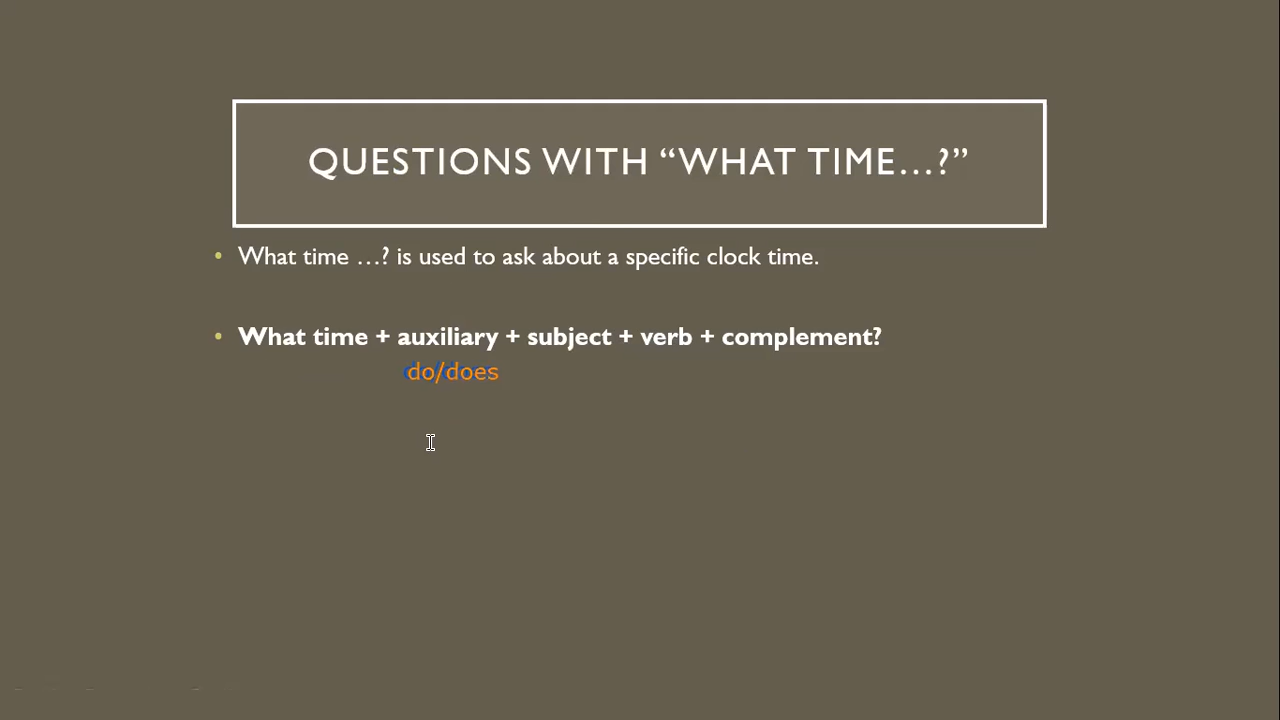 QUESTIONS WITH “WHAT TIME…?”
• What time …? is used to ask about a specific clock time.
• What time + auxiliary + subject + verb + complement?
do/does